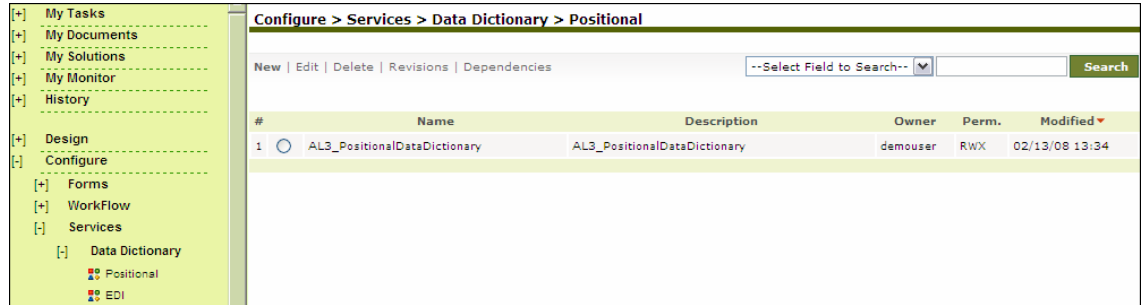 [+] My Tasks
[+] My Documents
[+] My Solutions
[+] My Monitor
[+] History
[+] Design
[-] Configure
[+] Forms
[+] WorkFlow
[-] Services
[-] Data Dictionary
Positional
EDI
Configure > Services > Data Dictionary > Positional
New | Edit | Delete | Revisions | Dependencies --Select Field to Search-- Search
# Name Description Owner Perm. Modified
1 AL3_PositionalDataDictionary AL3_PositionalDataDictionary demouser RWX 02/13/08 13:34